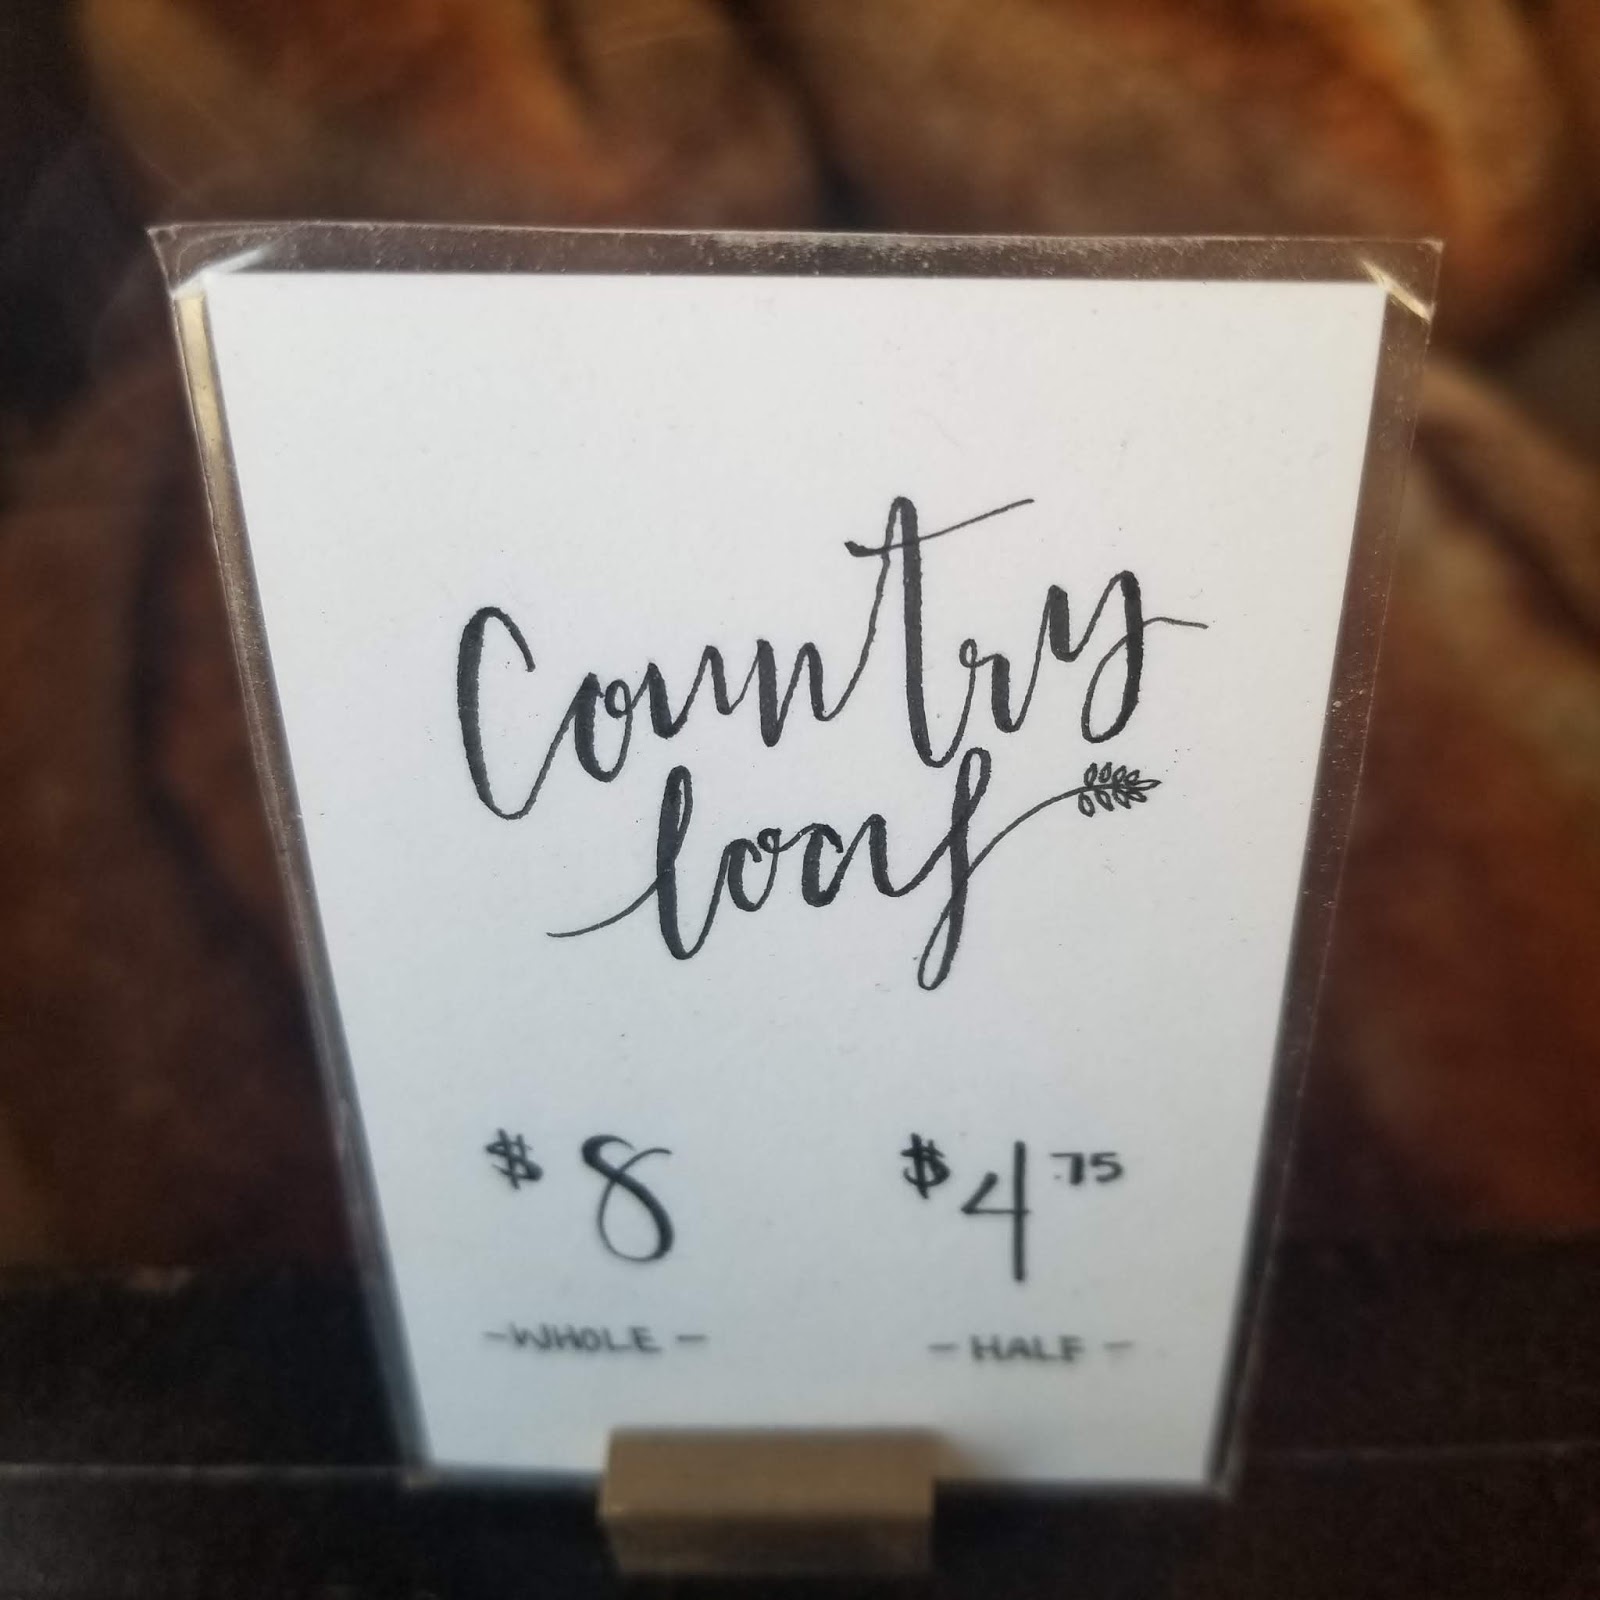 Country
loaf
$8 $4.75
-WHOLE- -HALF-